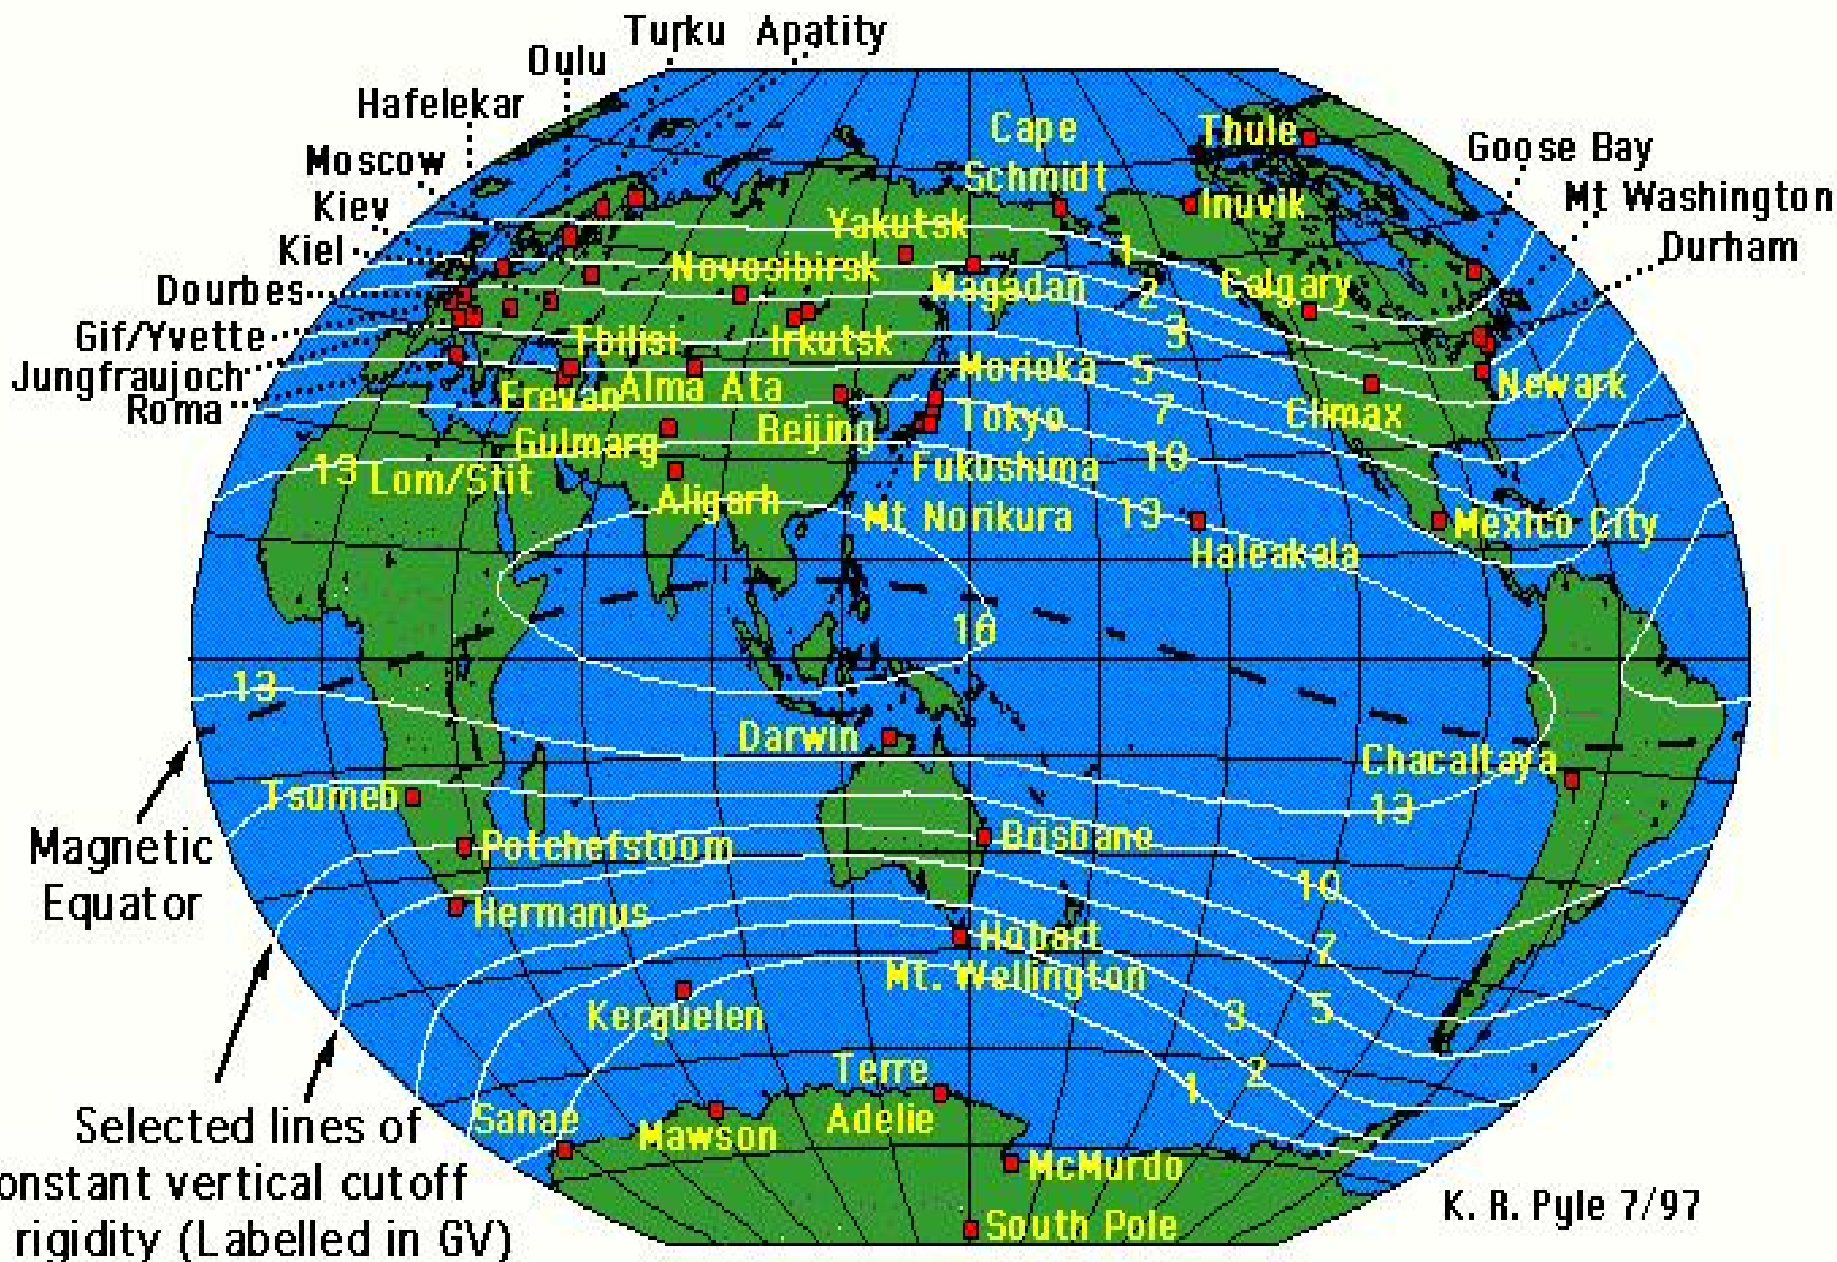 Turku Apatity
Oulu
Hafelekar
Moscow
Kiev
Kiel
Dourbes
Gif/Yvette
Jungfraujoch
Roma
Cape
Schmidt
Thule
Inuvik
Goose Bay
Mt Washington
Durham
Yakutsk
Novosibirsk
Magadan
Calgary
1
2
3
5
7
10
13
Tbilisi
Irkutsk
Morioka
Erevan
Alma Ata
Newark
Climax
Gulmarg
Beijing
Tokyo
Fukushima
13
Lom/Stit
Aligarh
Mt Norikura
Mexico City
Haleakala
16
13
Darwin
Chacaltaya
13
Tsumeb
Potchefstoom
Brisbane
Magnetic
Equator
10
Hermanus
Hobart
7
Mt. Wellington
Kerguelen
3
5
Terre
Adelie
2
1
Sanae
Mawson
McMurdo
South Pole
Selected lines of
onstant vertical cutoff
rigidity (Labelled in GV)
K. R. Pyle 7/97